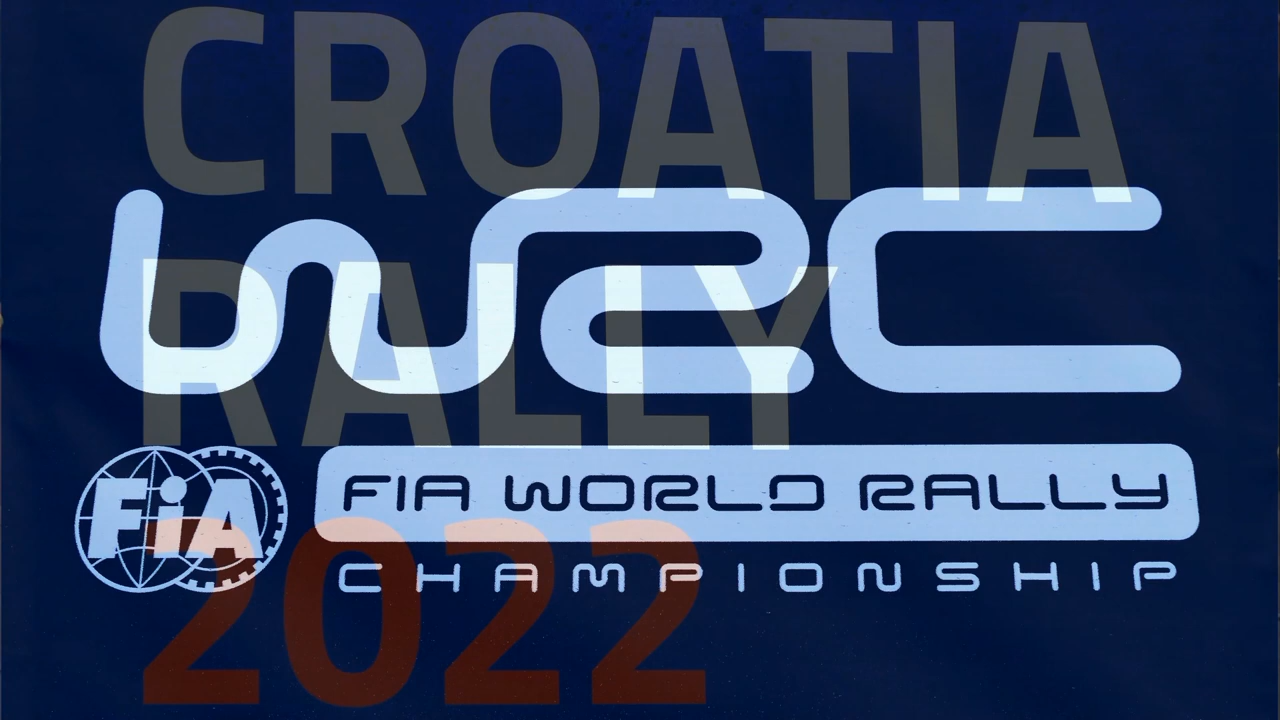 CROATIA
WRC
RALLY
FiA
FIA WORLD RALLY
CHAMPIONSHIP
2022